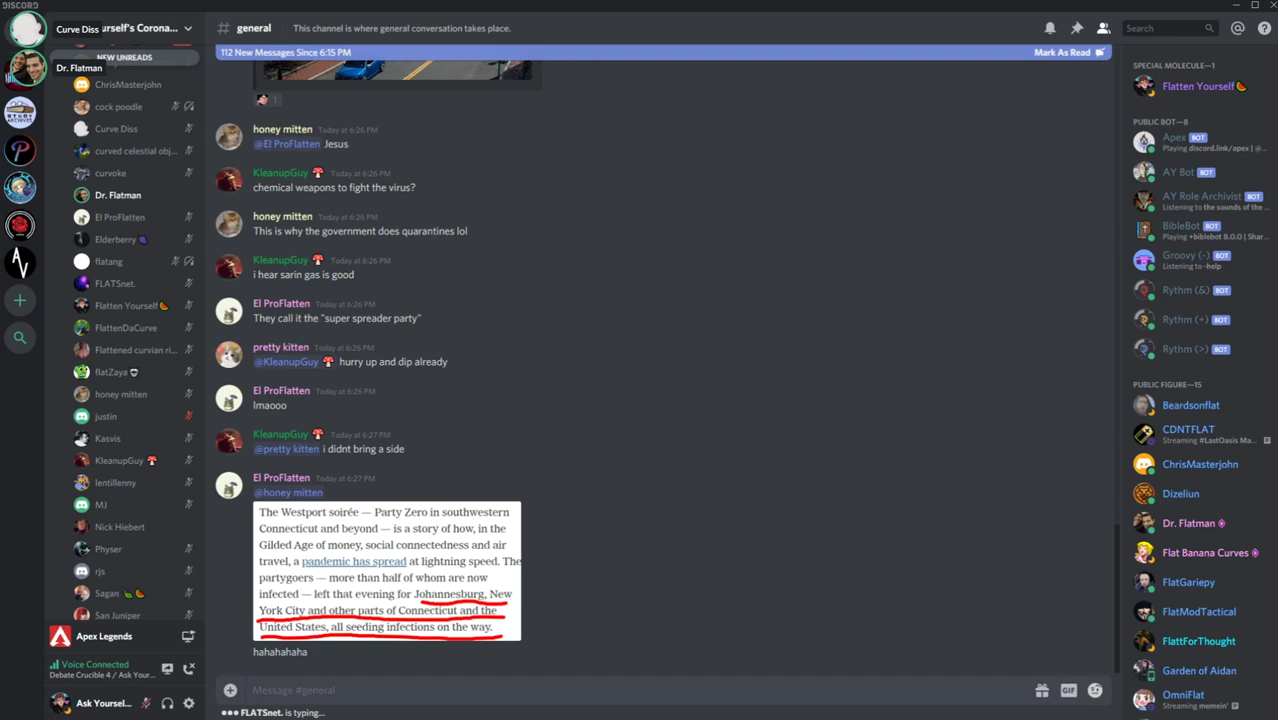 DISCORD
Curve Diss
urself's Corona...
NEW UNREADS
Dr. Flatman
ChrisMasterjohn
cock poodle
Curve Diss
curved celestial obj...
curvoke
Dr. Flatman
El ProFlatten
Elderberry
flatang
FLATSnet.
Flatten Yourself
FlattenDaCurve
Flattened curvian ri...
flatZaya
honey mitten
justin
Kasvis
KleanupGuy
lentillenny
MJ
Nick Hiebert
Physer
rjs
Sagan
San Juniper
Apex Legends
Voice Connected
Debate Crucible 4 / Ask Your...
Ask Yoursel...
# general
This channel is where general conversation takes place.
Search
112 New Messages Since 6:15 PM
Mark As Read
1
honey mitten Today at 6:26 PM
@El ProFlatten Jesus
KleanupGuy Today at 6:26 PM
chemical weapons to fight the virus?
honey mitten Today at 6:26 PM
This is why the government does quarantines lol
KleanupGuy Today at 6:26 PM
i hear sarin gas is good
El ProFlatten Today at 6:26 PM
They call it the "super spreader party"
pretty kitten Today at 6:26 PM
@KleanupGuy hurry up and dip already
El ProFlatten Today at 6:26 PM
lmaooo
KleanupGuy Today at 6:27 PM
@pretty kitten i didnt bring a side
El ProFlatten Today at 6:27 PM
@honey mitten
The Westport soirée — Party Zero in southwestern
Connecticut and beyond — is a story of how, in the
Gilded Age of money, social connectedness and air
travel, a pandemic has spread at lightning speed. The
partygoers — more than half of whom are now
infected — left that evening for Johannesburg, New
York City and other parts of Connecticut and the
United States, all seeding infections on the way.
hahahahaha
Message #general
GIF
FLATSnet. is typing...
SPECIAL MOLECULE—1
Flatten Yourself
PUBLIC BOT—8
Apex BOT
Playing discord.link/apex | @...
AY Bot BOT
AY Role Archivist BOT
Listening to the sounds of the ...
BibleBot BOT
Playing +biblebot 8.0.0 | Shar...
Groovy (-) BOT
Listening to -help
Rythm (&) BOT
Rythm (+) BOT
Rythm (>) BOT
PUBLIC FIGURE—15
Beardsonflat
CDNTFLAT
Streaming #LastOasis Ma...
ChrisMasterjohn
Dizeliun
Dr. Flatman
Flat Banana Curves
FlatGariepy
FlatModTactical
FlattForThought
Garden of Aidan
OmniFlat
Streaming memein'